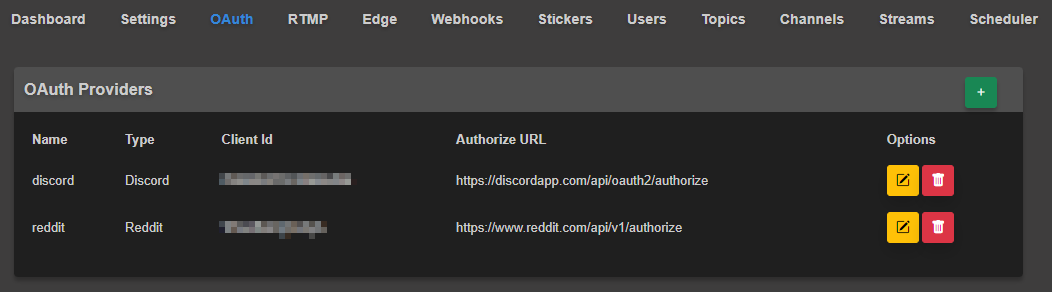 Dashboard Settings OAuth RTMP Edge Webhooks Stickers Users Topics Channels Streams Scheduler
OAuth Providers +
Name Type Client Id Authorize URL Options
discord Discord https://discordapp.com/api/oauth2/authorize
reddit Reddit https://www.reddit.com/api/v1/authorize